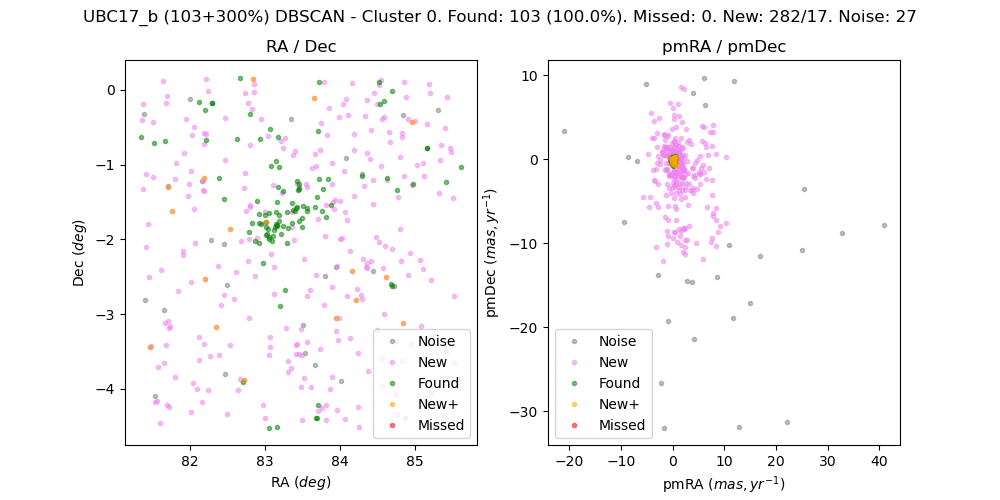 UBC17_b (103+300%) DBSCAN - Cluster 0. Found: 103 (100.0%). Missed: 0. New: 282/17. Noise: 27
RA / Dec
pmRA / pmDec
Dec (deg)
0
−1
−2
−3
−4
82
83
84
85
RA (deg)
Noise
New
Found
New+
Missed
pmDec (mas, yr⁻¹)
10
0
−10
−20
−30
−20
−10
0
10
20
30
40
pmRA (mas, yr⁻¹)
Noise
New
Found
New+
Missed